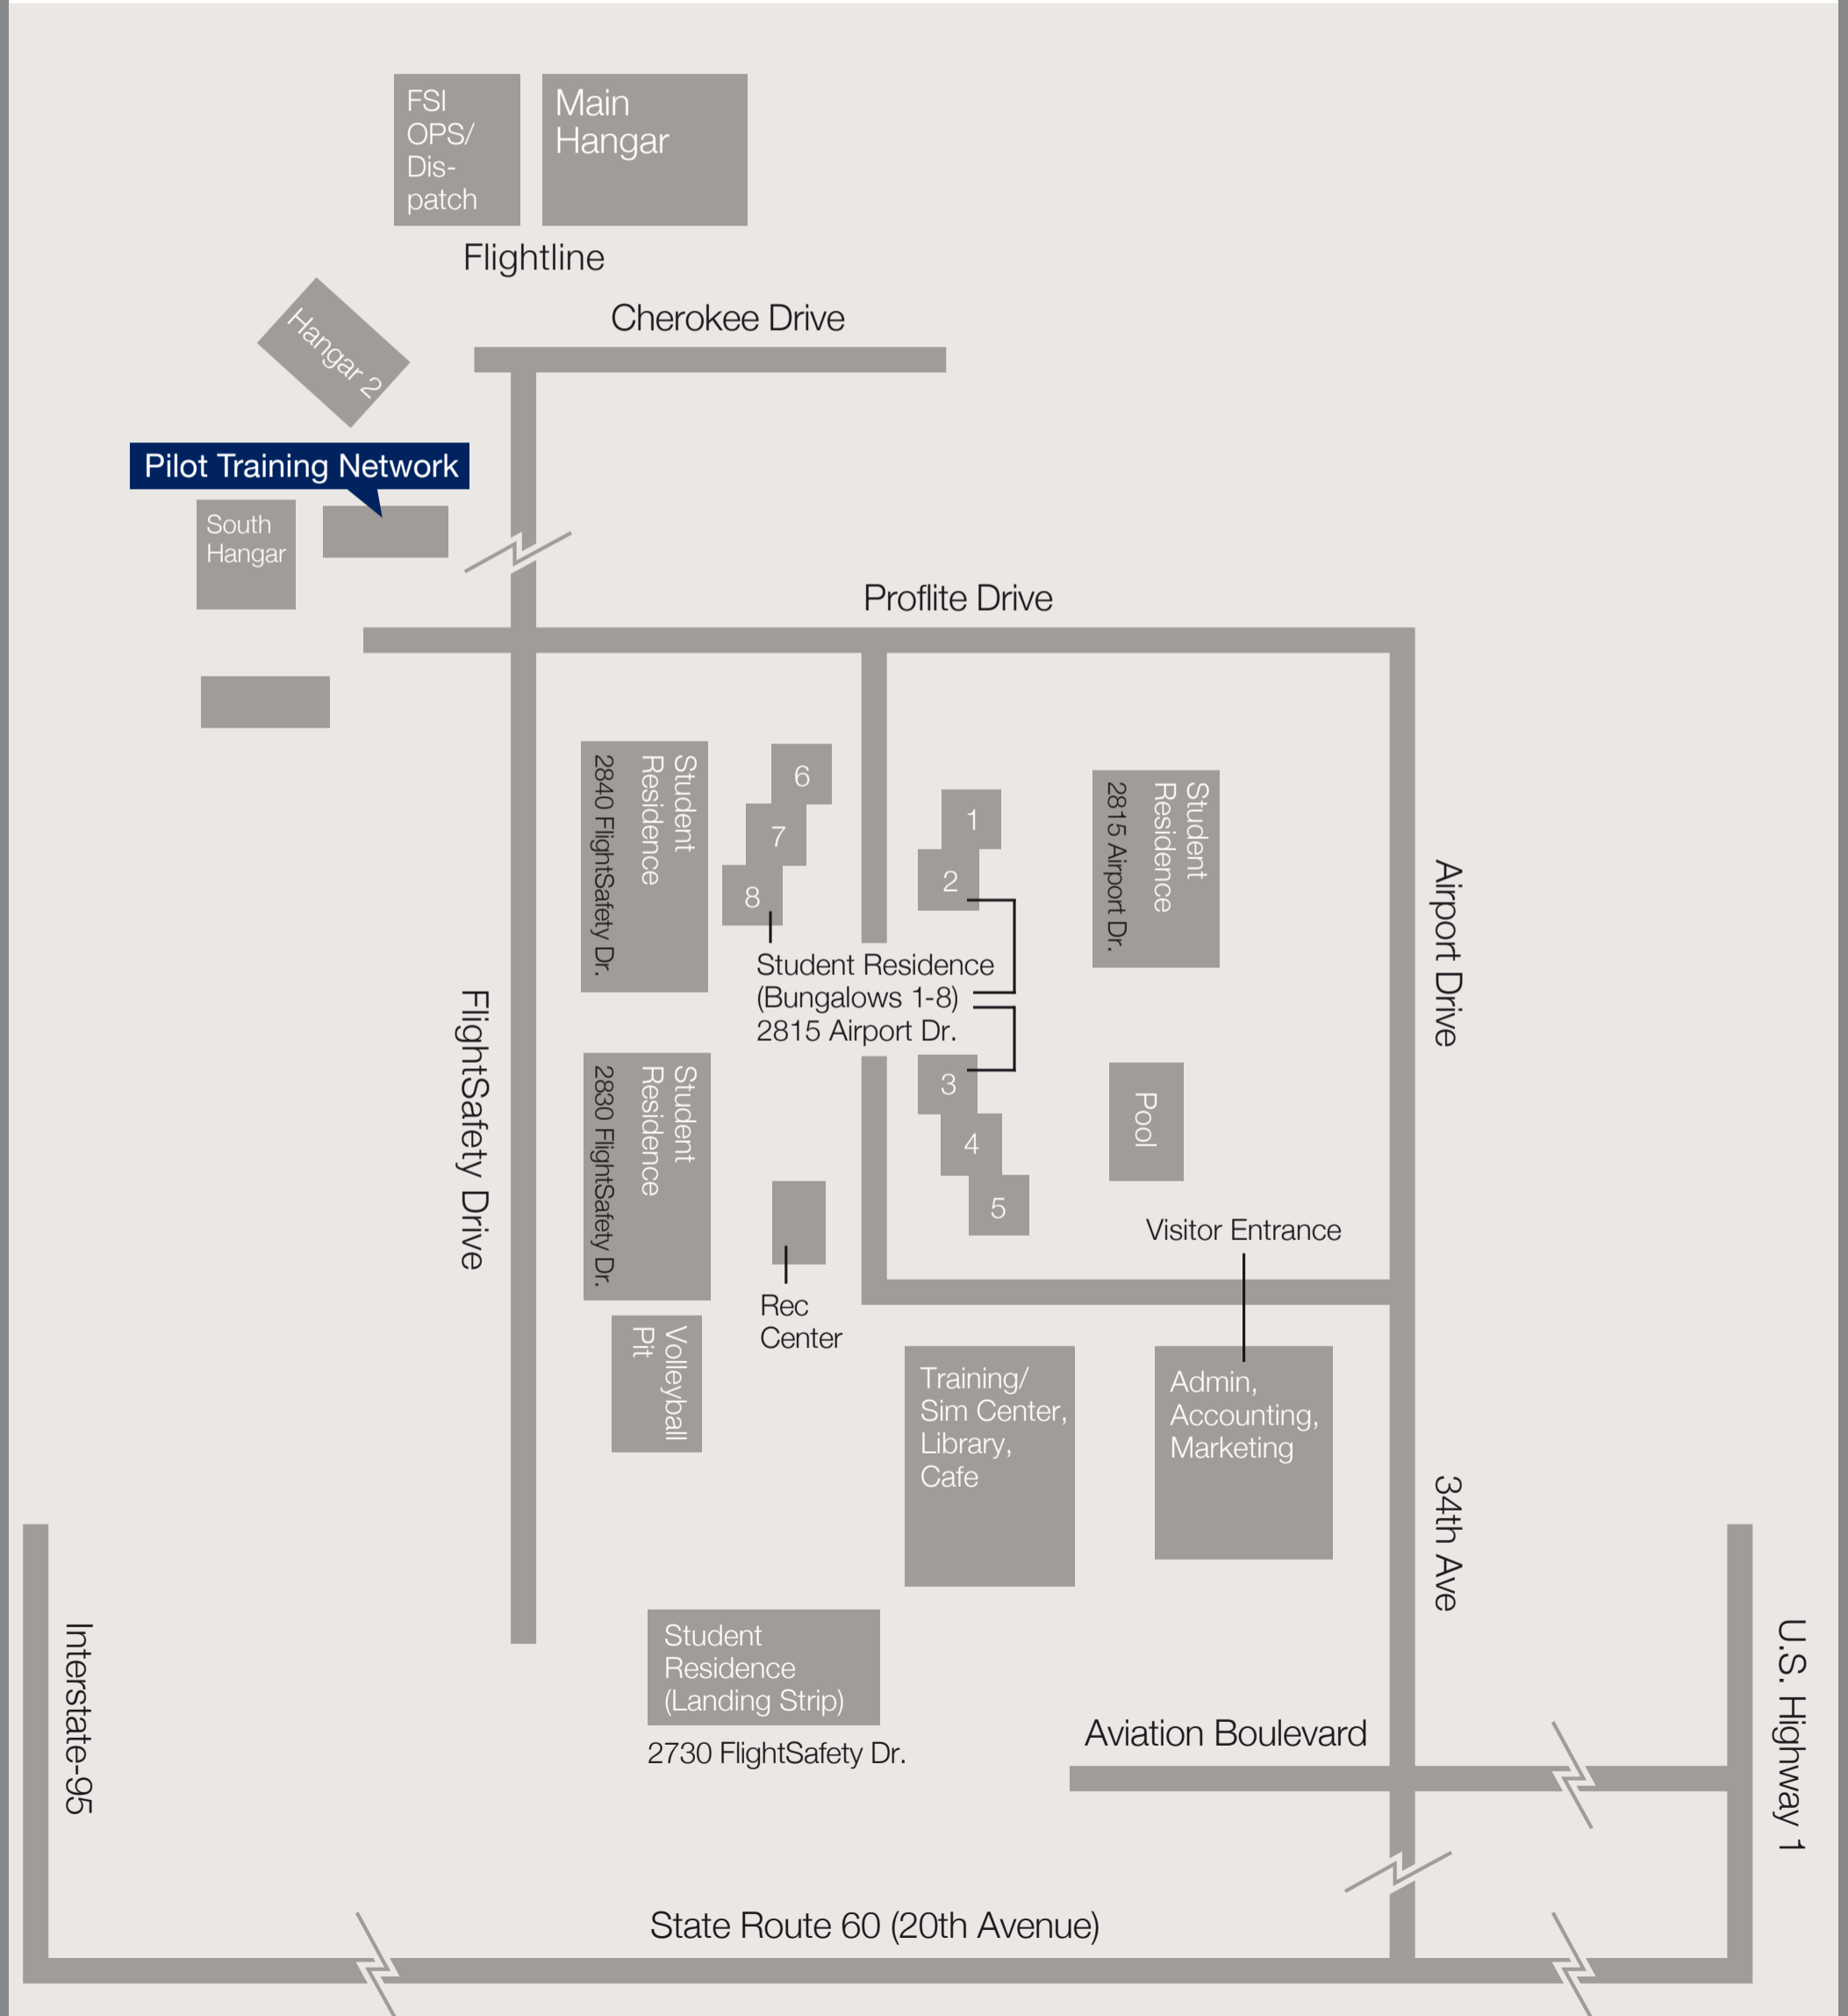 FSI
OPS/
Dis-
patch
Main
Hangar
Flightline
Cherokee Drive
Hangar 2
Pilot Training Network
South
Hangar
Proflite Drive
Student
Residence
2840 FlightSafety Dr.
6
7
8
1
2
Student
Residence
2815 Airport Dr.
Airport Drive
Student Residence
(Bungalows 1-8)
2815 Airport Dr.
FlightSafety Drive
Student
Residence
2830 FlightSafety Dr.
3
4
5
Pool
Visitor Entrance
Rec
Center
Volleyball
Pit
Training/
Sim Center,
Library,
Cafe
Admin,
Accounting,
Marketing
34th Ave
Interstate-95
Student
Residence
(Landing Strip)
2730 FlightSafety Dr.
Aviation Boulevard
U.S. Highway 1
State Route 60 (20th Avenue)